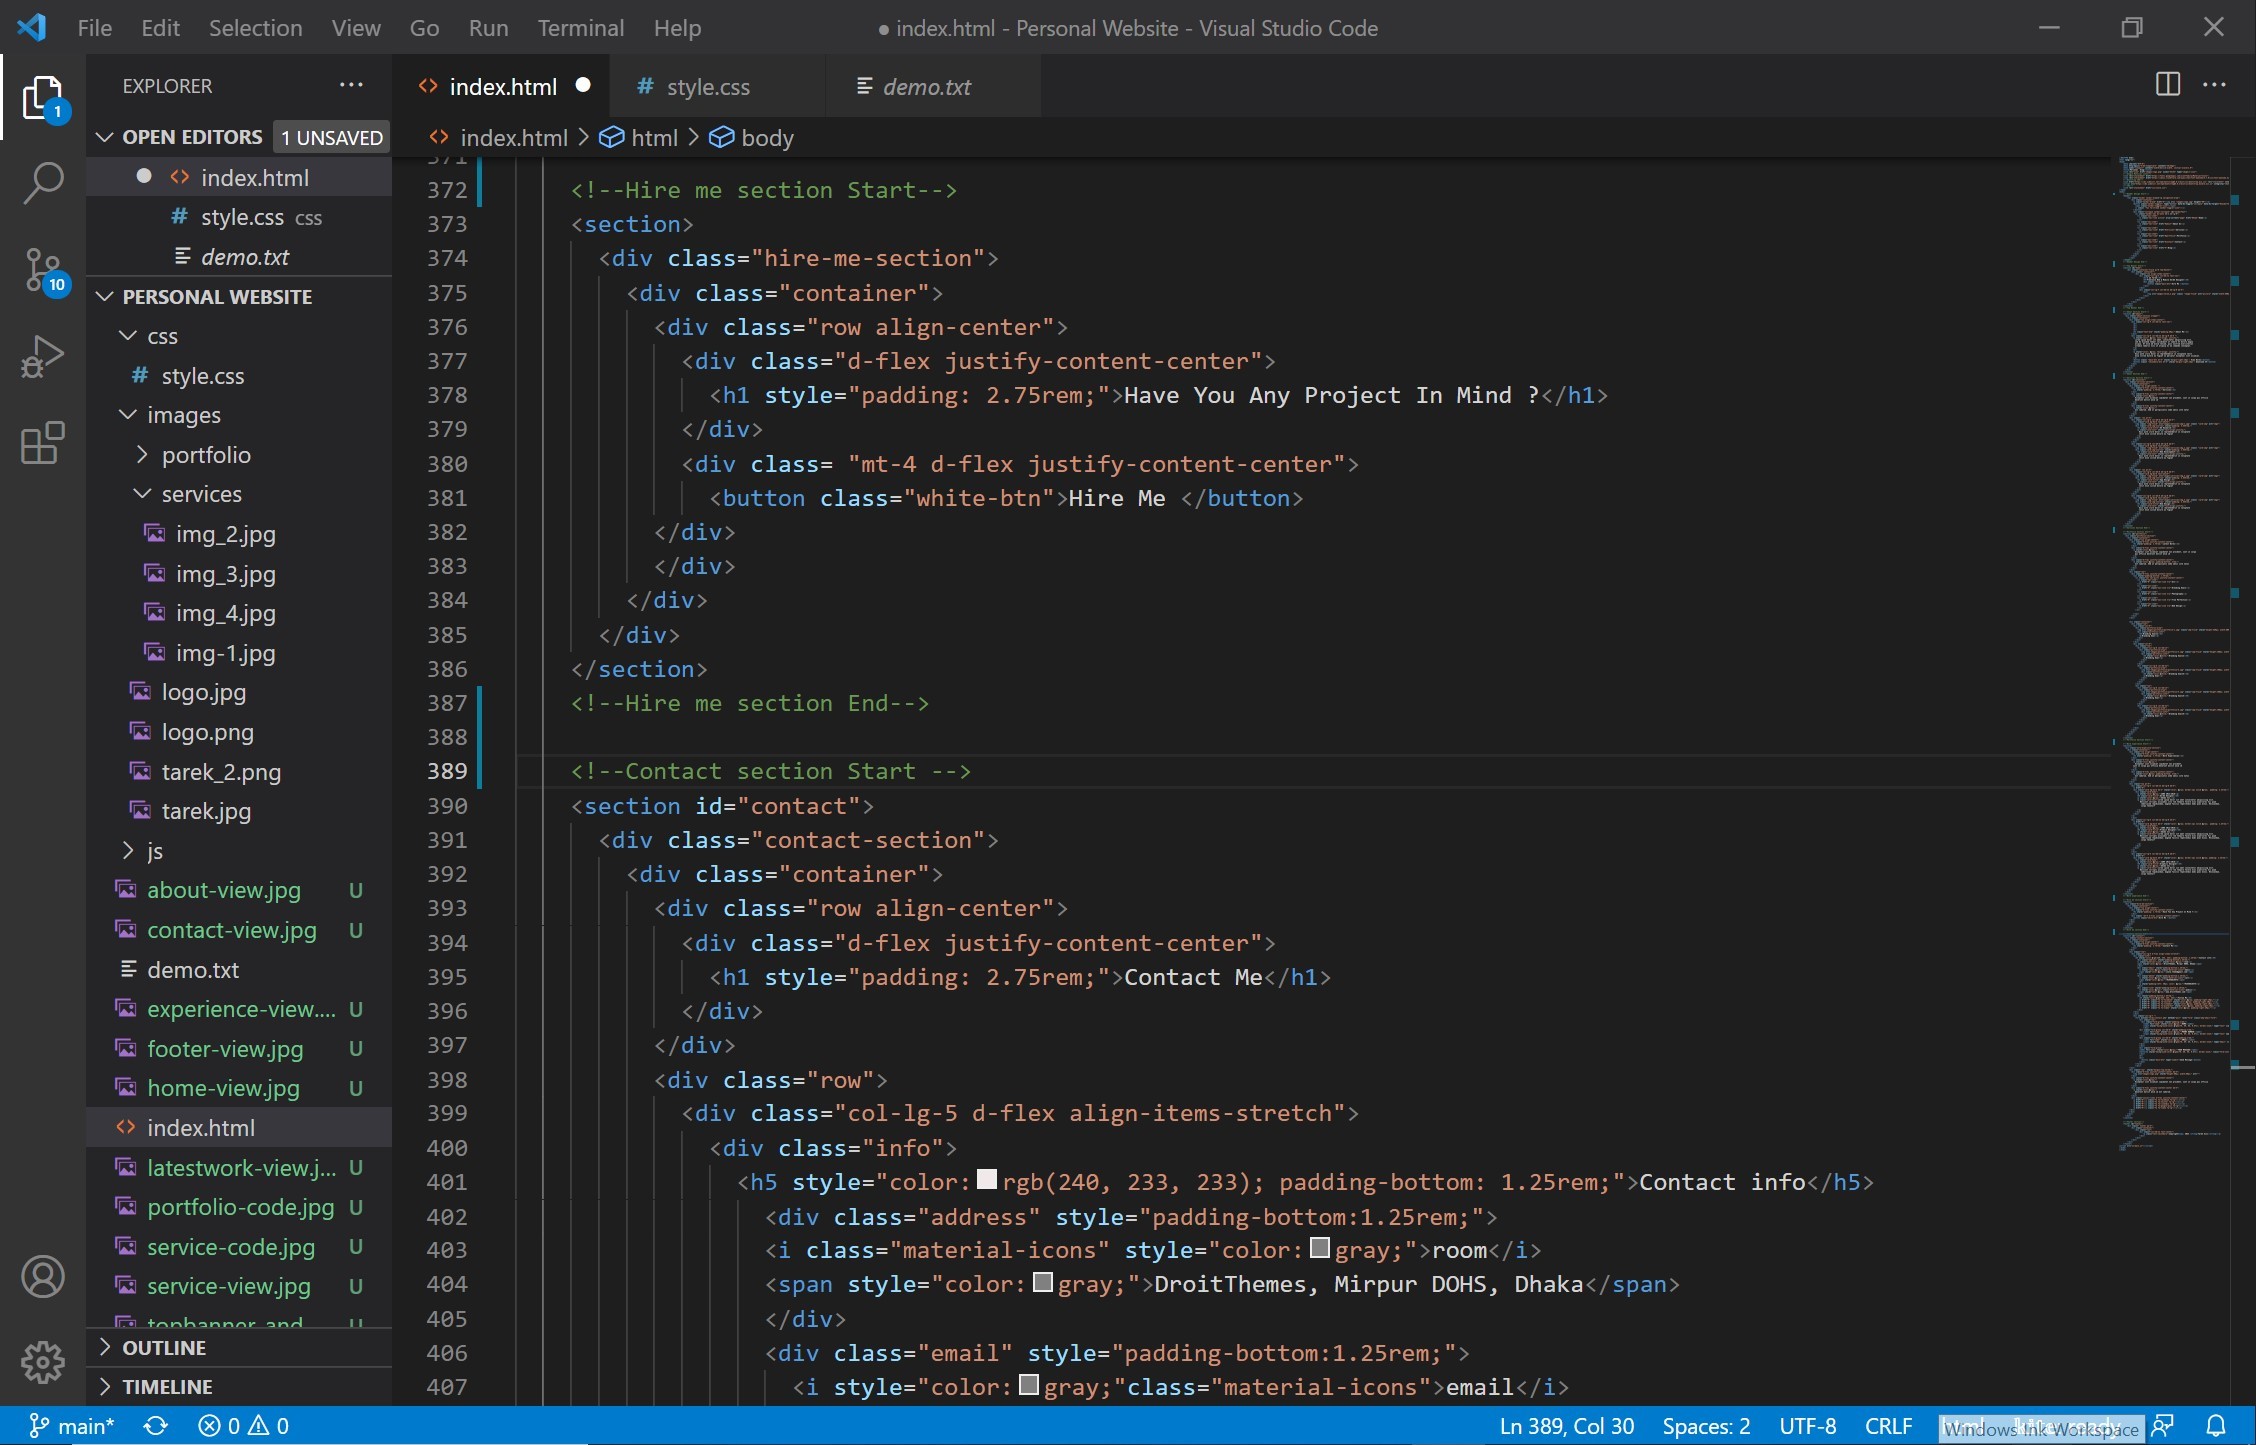 File Edit Selection View Go Run Terminal Help
● index.html - Personal Website - Visual Studio Code
EXPLORER
index.html
# style.css
demo.txt
OPEN EDITORS 1 UNSAVED
index.html > html > body
index.html
# style.css css
demo.txt
PERSONAL WEBSITE
css
# style.css
images
portfolio
services
img_2.jpg
img_3.jpg
img_4.jpg
img-1.jpg
logo.jpg
logo.png
tarek_2.png
tarek.jpg
js
about-view.jpg U
contact-view.jpg U
demo.txt
experience-view.... U
footer-view.jpg U
home-view.jpg U
index.html
latestwork-view.j... U
portfolio-code.jpg U
service-code.jpg U
service-view.jpg U
topbanner_and U
OUTLINE
TIMELINE
1
10
371
372 <!--Hire me section Start-->
373 <section>
374 <div class="hire-me-section">
375 <div class="container">
376 <div class="row align-center">
377 <div class="d-flex justify-content-center">
378 <h1 style="padding: 2.75rem;">Have You Any Project In Mind ?</h1>
379 </div>
380 <div class= "mt-4 d-flex justify-content-center">
381 <button class="white-btn">Hire Me </button>
382 </div>
383 </div>
384 </div>
385 </div>
386 </section>
387 <!--Hire me section End-->
388
389 <!--Contact section Start -->
390 <section id="contact">
391 <div class="contact-section">
392 <div class="container">
393 <div class="row align-center">
394 <div class="d-flex justify-content-center">
395 <h1 style="padding: 2.75rem;">Contact Me</h1>
396 </div>
397 </div>
398 <div class="row">
399 <div class="col-lg-5 d-flex align-items-stretch">
400 <div class="info">
401 <h5 style="color: rgb(240, 233, 233); padding-bottom: 1.25rem;">Contact info</h5>
402 <div class="address" style="padding-bottom:1.25rem;">
403 <i class="material-icons" style="color: gray;">room</i>
404 <span style="color: gray;">DroitThemes, Mirpur DOHS, Dhaka</span>
405 </div>
406 <div class="email" style="padding-bottom:1.25rem;">
407 <i style="color: gray;"class="material-icons">email</i>
main* 0 0
Ln 389, Col 30 Spaces: 2 UTF-8 CRLF
Windows Ink Workspace